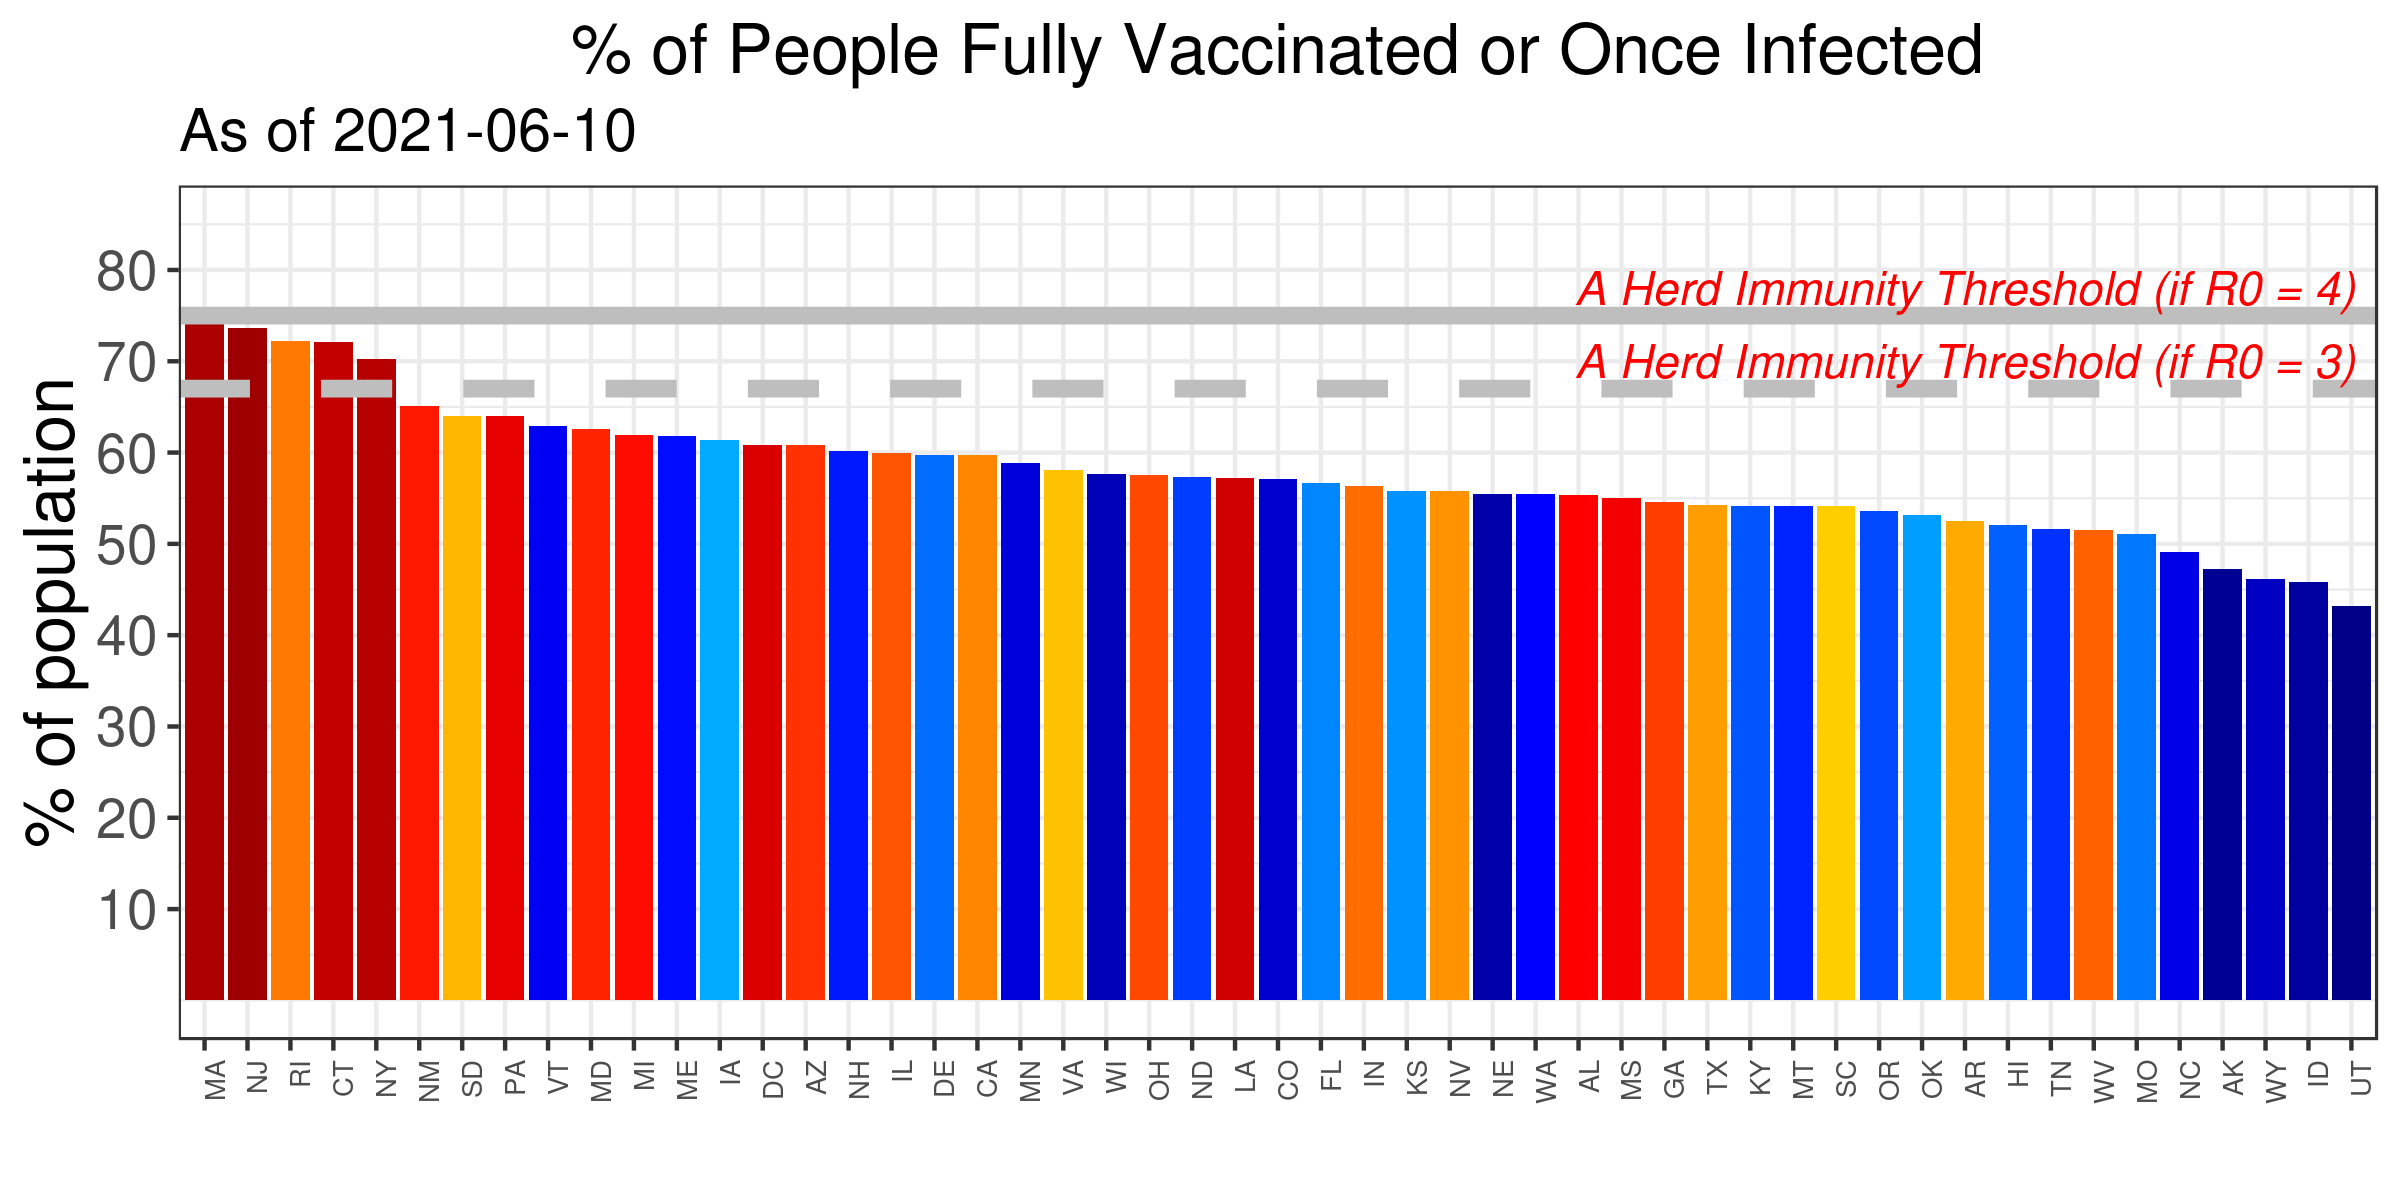 % of People Fully Vaccinated or Once Infected
As of 2021-06-10
% of population
80
70
60
50
40
30
20
10
A Herd Immunity Threshold (if R0 = 4)
A Herd Immunity Threshold (if R0 = 3)
MA NJ RI CT NY NM SD PA VT MD MI ME IA DC AZ NH IL DE CA MN VA WI OH ND LA CO FL IN KS NV NE WA AL MS GA TX KY MT SC OR OK AR HI TN WV MO NC AK WY ID UT